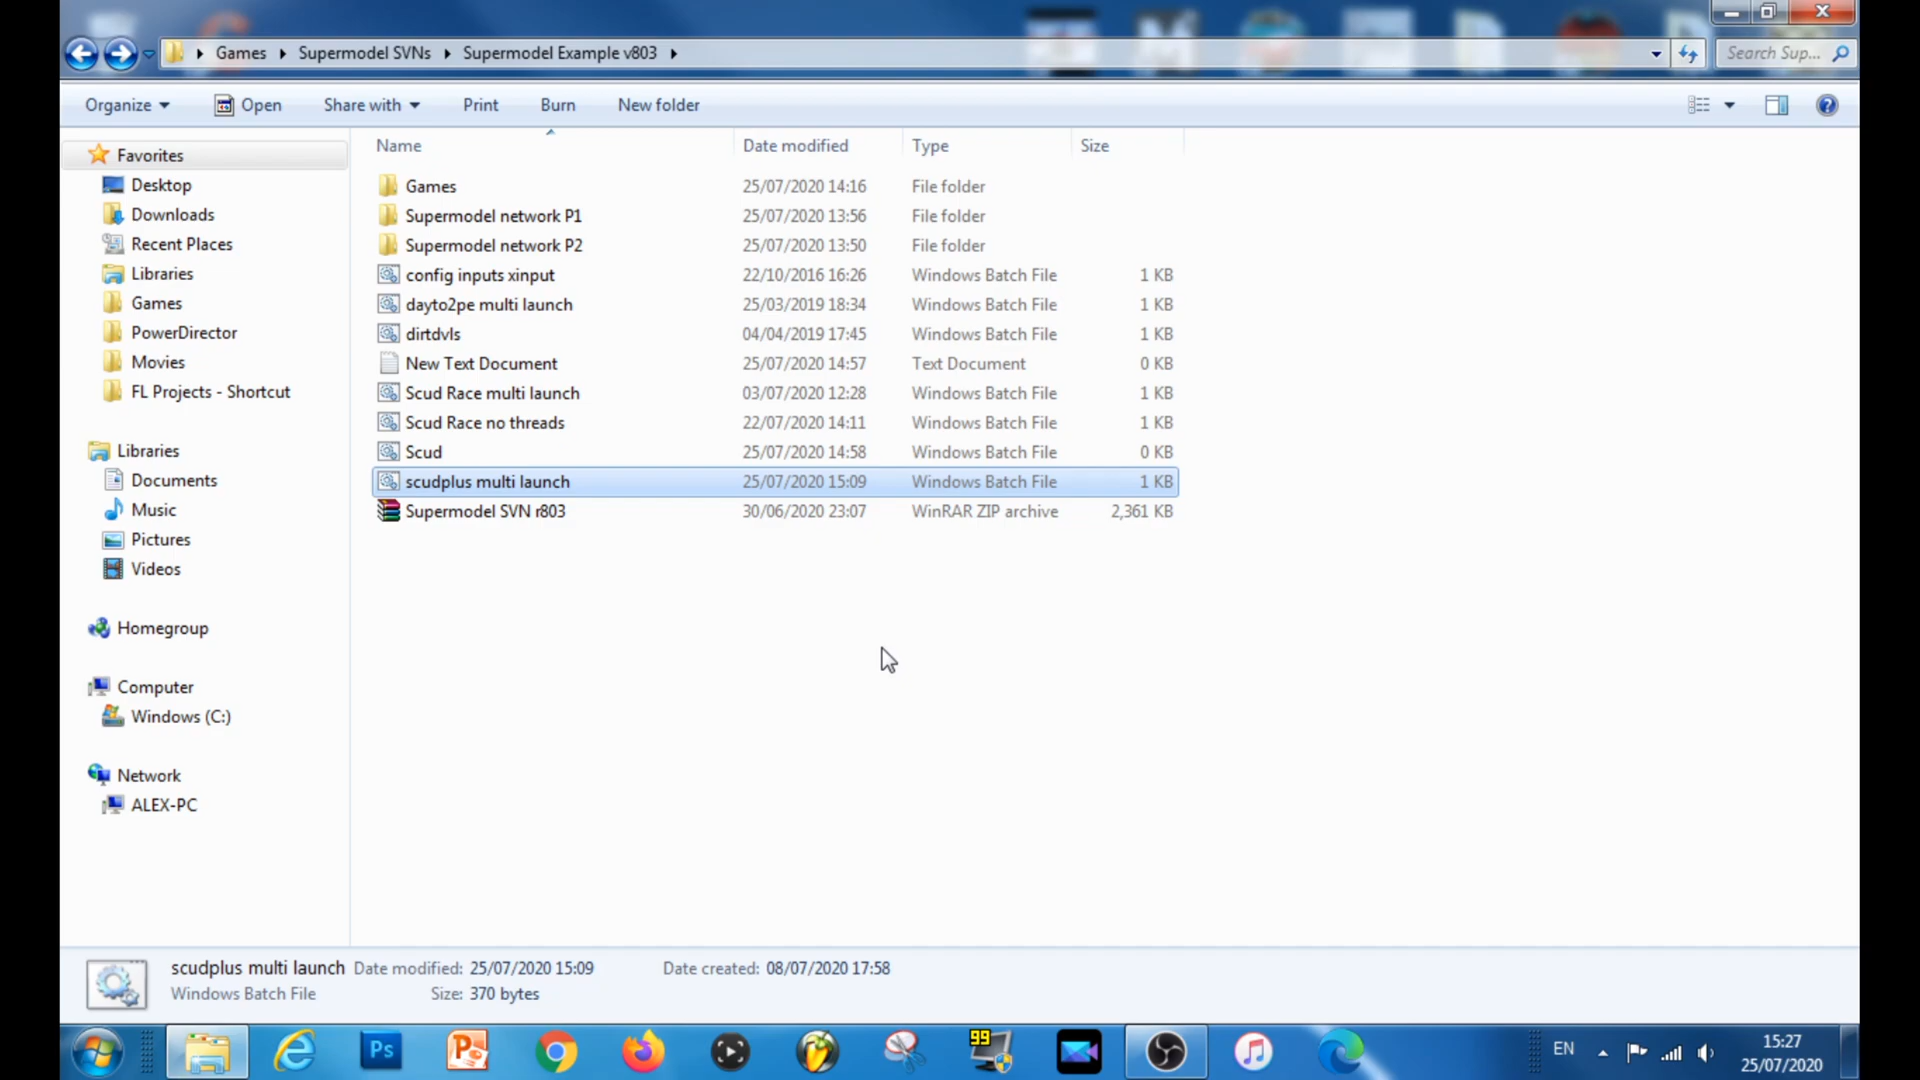 Games Supermodel SVNs Supermodel Example v803 Search Sup...
Organize Open Share with Print Burn New folder
Name Date modified Type Size
Favorites
Desktop
Downloads
Recent Places
Libraries
Games
PowerDirector
Movies
FL Projects - Shortcut
Libraries
Documents
Music
Pictures
Videos
Homegroup
Computer
Windows (C:)
Network
ALEX-PC
Games 25/07/2020 14:16 File folder
Supermodel network P1 25/07/2020 13:56 File folder
Supermodel network P2 25/07/2020 13:50 File folder
config inputs xinput 22/10/2016 16:26 Windows Batch File 1 KB
dayto2pe multi launch 25/03/2019 18:34 Windows Batch File 1 KB
dirtdvls 04/04/2019 17:45 Windows Batch File 1 KB
New Text Document 25/07/2020 14:57 Text Document 0 KB
Scud Race multi launch 03/07/2020 12:28 Windows Batch File 1 KB
Scud Race no threads 22/07/2020 14:11 Windows Batch File 1 KB
Scud 25/07/2020 14:58 Windows Batch File 0 KB
scudplus multi launch 25/07/2020 15:09 Windows Batch File 1 KB
Supermodel SVN r803 30/06/2020 23:07 WinRAR ZIP archive 2,361 KB
scudplus multi launch Date modified: 25/07/2020 15:09 Date created: 08/07/2020 17:58
Windows Batch File Size: 370 bytes
Ps P 99 EN 15:27
25/07/2020